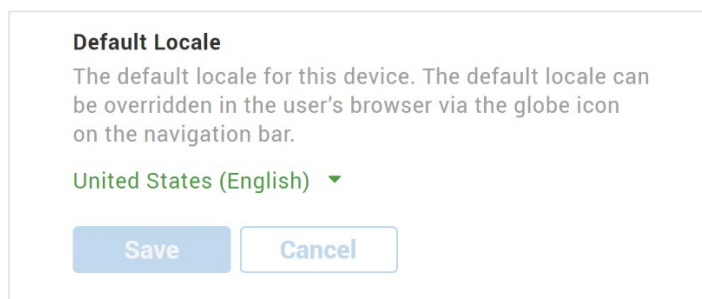 Default Locale
The default locale for this device. The default locale can
be overridden in the user’s browser via the globe icon
on the navigation bar.
United States (English)
Save Cancel